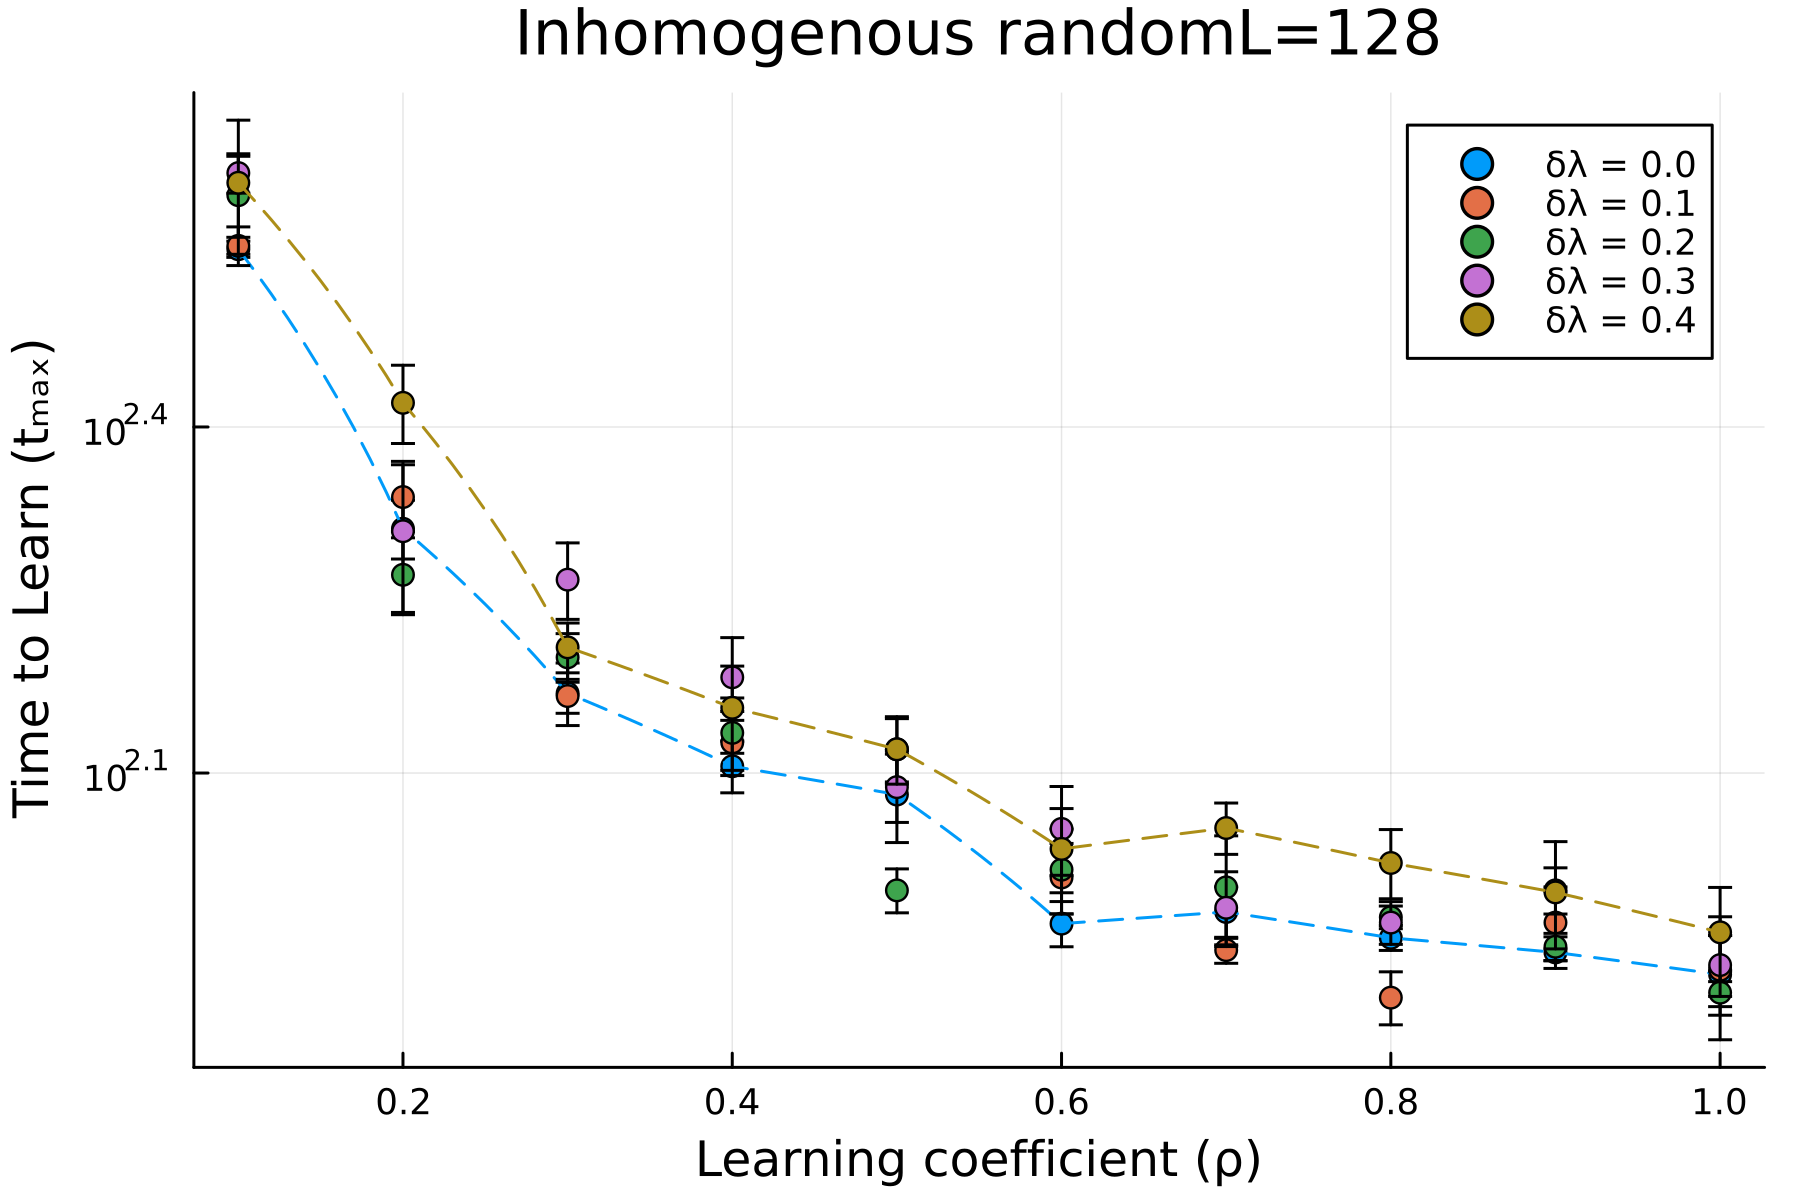 Inhomogenous randomL=128
Time to Learn (tₘₐₓ)
10^2.4
10^2.1
δλ = 0.0
δλ = 0.1
δλ = 0.2
δλ = 0.3
δλ = 0.4
0.2 0.4 0.6 0.8 1.0
Learning coefficient (ρ)